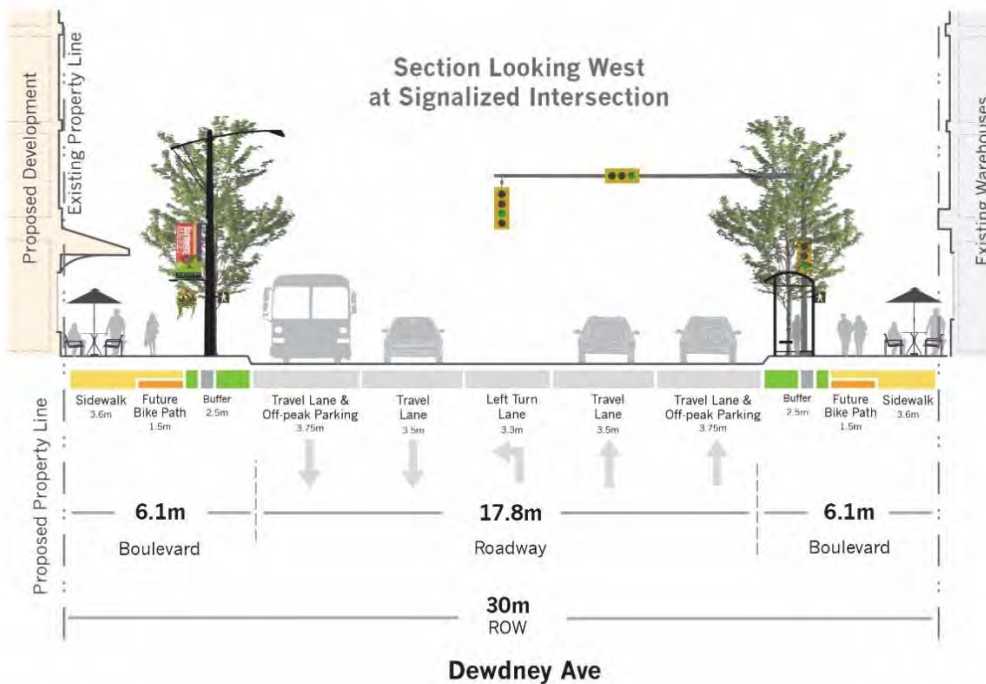 Section Looking West
at Signalized Intersection
Proposed Development
Existing Property Line
Existing Warehouses
Sidewalk
3.6m
Future
Bike Path
1.5m
Buffer
2.5m
Travel Lane &
Off-peak Parking
3.75m
Travel
Lane
3.5m
Left Turn
Lane
3.3m
Travel
Lane
3.5m
Travel Lane &
Off-peak Parking
3.75m
Buffer
2.5m
Future
Bike Path
1.5m
Sidewalk
3.6m
Proposed Property Line
6.1m
Boulevard
17.8m
Roadway
6.1m
Boulevard
30m
ROW
Dewdney Ave